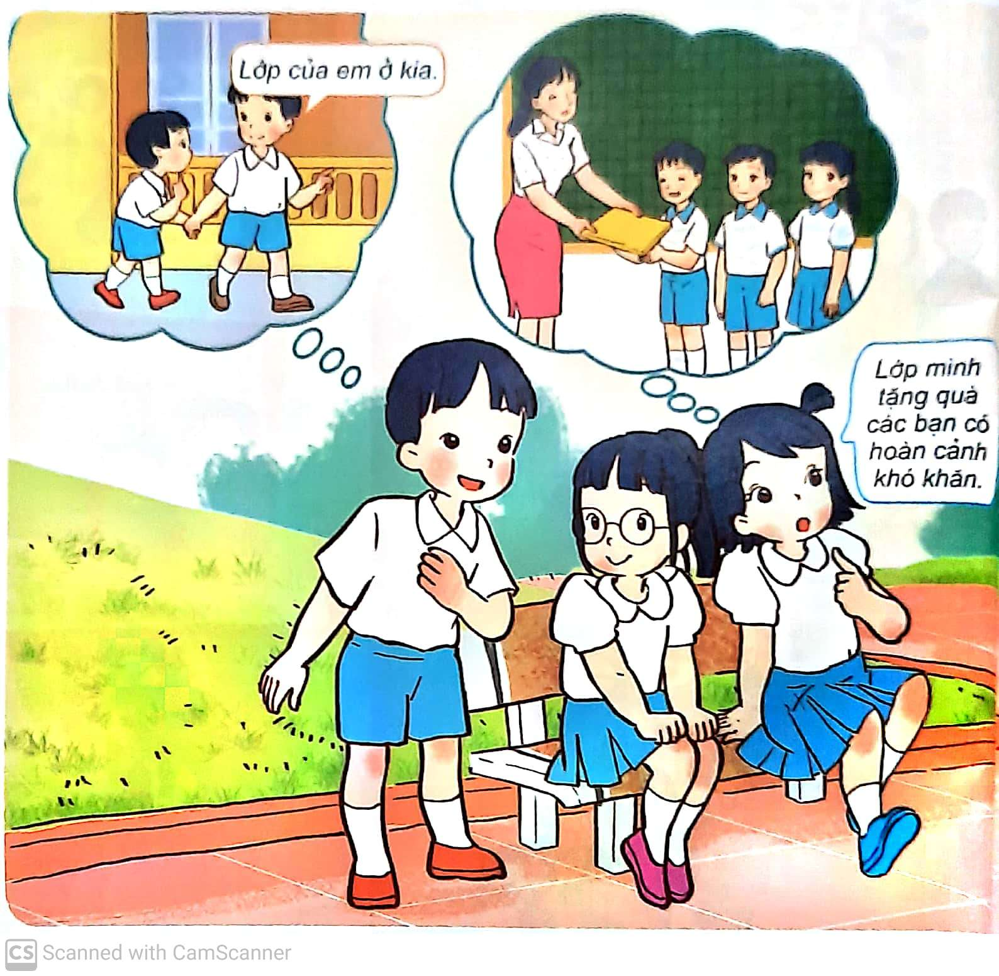 Lớp của em ở kia.
Lớp mình
tặng quà
các bạn có
hoàn cảnh
khó khăn.
CS Scanned with CamScanner